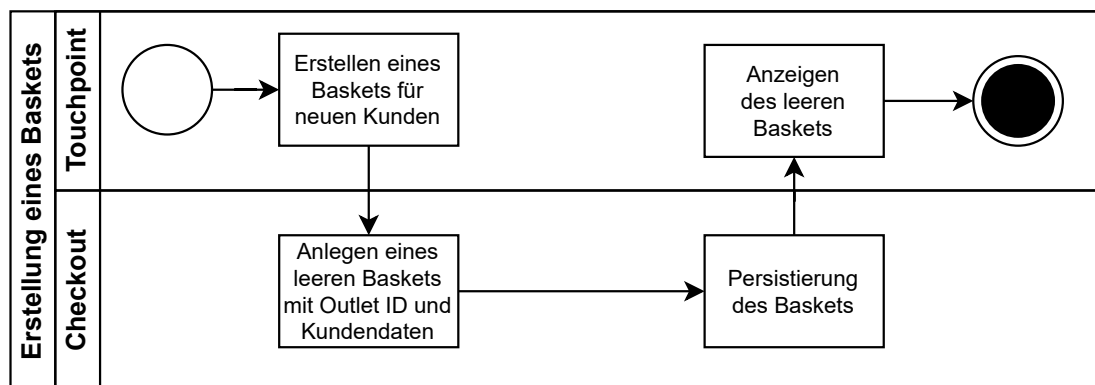 Erstellung eines Baskets
Touchpoint
Erstellen eines
Baskets für
neuen Kunden
Anzeigen
des leeren
Baskets
Checkout
Anlegen eines
leeren Baskets
mit Outlet ID und
Kundendaten
Persistierung
des Baskets